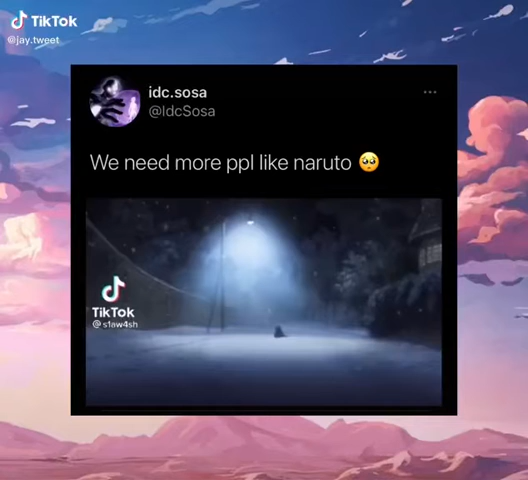 TikTok
@jay.tweet
idc.sosa
@IdcSosa
We need more ppl like naruto 🥺
TikTok
@s1aw4sh